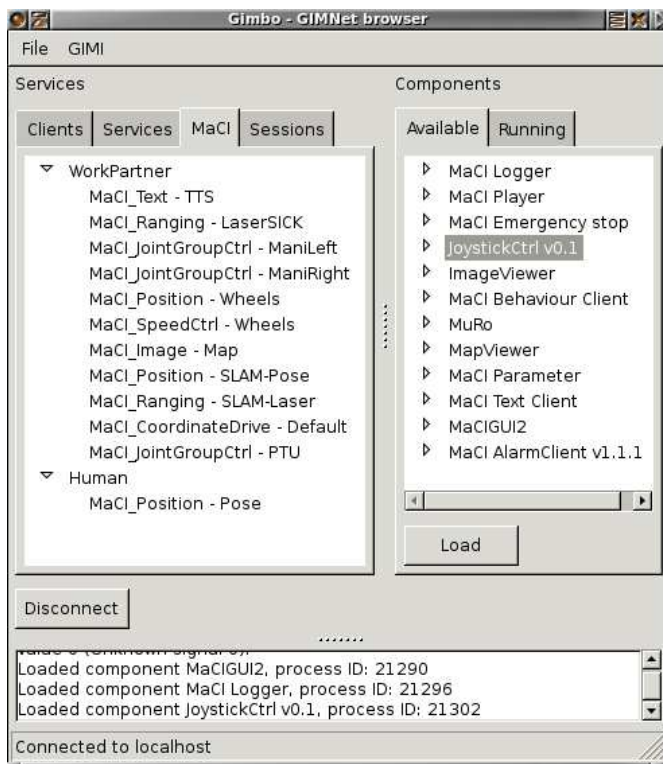 Gimbo - GIMNet browser
File GIMI
Services
Clients Services MaCI Sessions
WorkPartner
MaCI_Text - TTS
MaCI_Ranging - LaserSICK
MaCI_JointGroupCtrl - ManiLeft
MaCI_JointGroupCtrl - ManiRight
MaCI_Position - Wheels
MaCI_SpeedCtrl - Wheels
MaCI_Image - Map
MaCI_Position - SLAM-Pose
MaCI_Ranging - SLAM-Laser
MaCI_CoordinateDrive - Default
MaCI_JointGroupCtrl - PTU
Human
MaCI_Position - Pose
Components
Available Running
MaCI Logger
MaCI Player
MaCI Emergency stop
JoystickCtrl v0.1
ImageViewer
MaCI Behaviour Client
MuRo
MapViewer
MaCI Parameter
MaCI Text Client
MaCIGUI2
MaCI AlarmClient v1.1.1
Load
Disconnect
Loaded component MaCIGUI2, process ID: 21290
Loaded component MaCI Logger, process ID: 21296
Loaded component JoystickCtrl v0.1, process ID: 21302
Connected to localhost